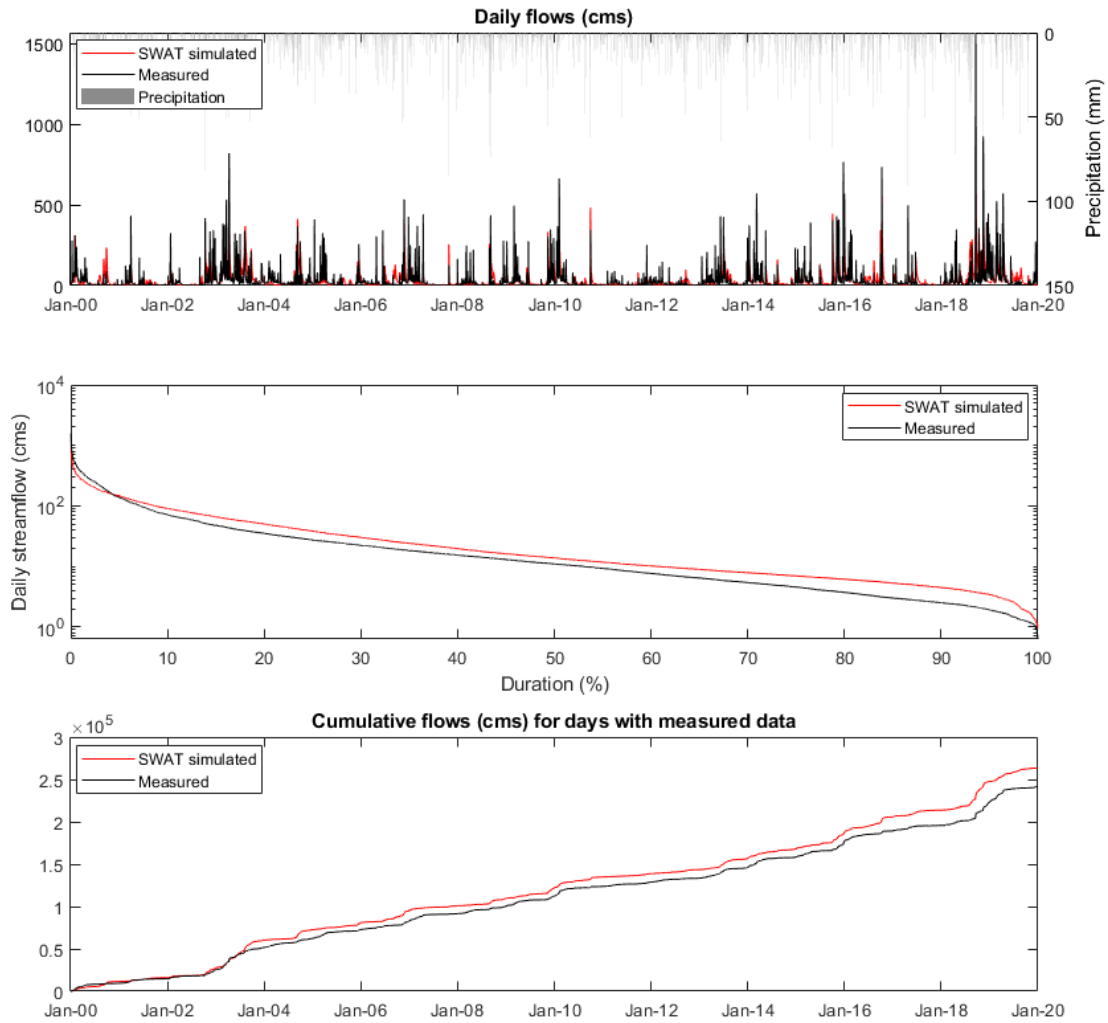 Daily flows (cms)
1500
1000
500
0
0
50
100
150
Precipitation (mm)
SWAT simulated
Measured
Precipitation
Jan-00 Jan-02 Jan-04 Jan-06 Jan-08 Jan-10 Jan-12 Jan-14 Jan-16 Jan-18 Jan-20
10^4
10^2
10^0
Daily streamflow (cms)
SWAT simulated
Measured
0 10 20 30 40 50 60 70 80 90 100
Duration (%)
Cumulative flows (cms) for days with measured data
× 10^5
3
2.5
2
1.5
1
0.5
0
SWAT simulated
Measured
Jan-00 Jan-02 Jan-04 Jan-06 Jan-08 Jan-10 Jan-12 Jan-14 Jan-16 Jan-18 Jan-20